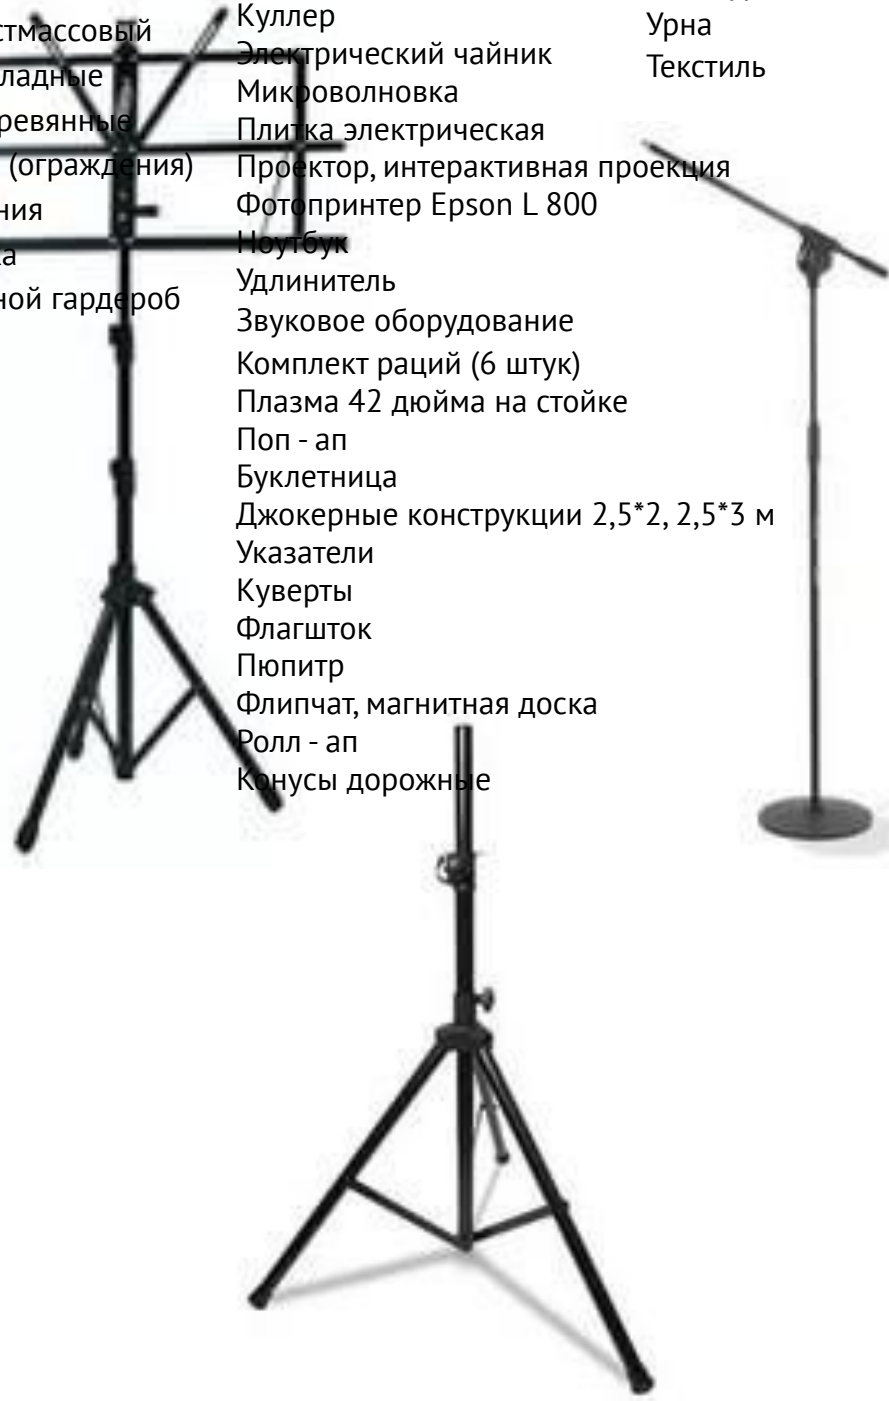 стмассовый
ладные
ревянные
(ограждения)
ния
ка
ной гардероб
Куллер
Электрический чайник
Микроволновка
Плитка электрическая
Проектор, интерактивная проекция
Фотопринтер Epson L 800
Ноутбук
Удлинитель
Звуковое оборудование
Комплект раций (6 штук)
Плазма 42 дюйма на стойке
Поп - ап
Буклетница
Джокерные конструкции 2,5*2, 2,5*3 м
Указатели
Куверты
Флагшток
Пюпитр
Флипчат, магнитная доска
Ролл - ап
Конусы дорожные
Урна
Текстиль